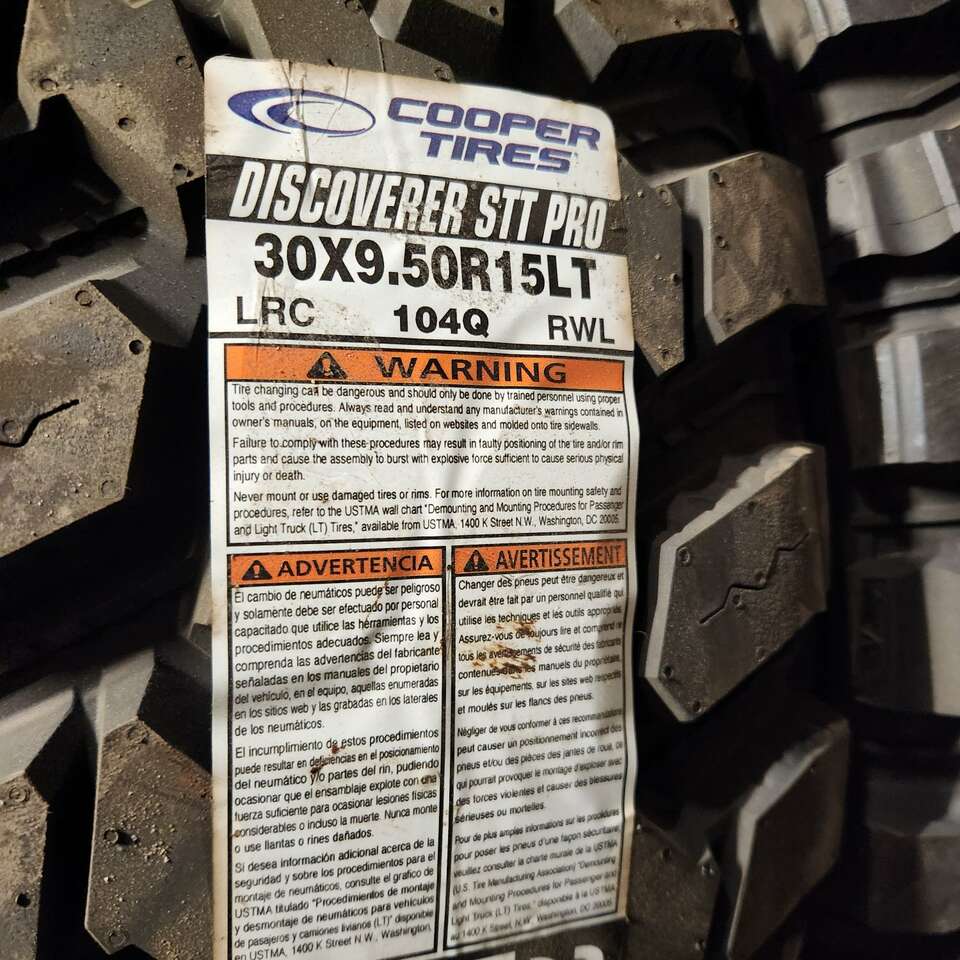 COOPER
TIRES
DISCOVERER STT PRO
30X9.50R15LT
LRC 104Q RWL
WARNING
Tire changing can be dangerous and should only be done by trained personnel using proper
tools and procedures. Always read and understand any manufacturer's warnings contained in
owner's manuals, on the equipment, listed on websites and molded onto tire sidewalls.
Failure to comply with these procedures may result in faulty positioning of the tire and/or rim
parts and cause the assembly to burst with explosive force sufficient to cause serious physical
injury or death.
Never mount or use damaged tires or rims. For more information on tire mounting safety and
procedures, refer to the USTMA wall chart "Demounting and Mounting Procedures for Passenger
and Light Truck (LT) Tires," available from USTMA, 1400 K Street N.W., Washington, DC 20005.
ADVERTENCIA
El cambio de neumáticos puede ser peligroso
y solamente debe ser efectuado por personal
capacitado que utilice las herramientas y los
procedimientos adecuados. Siempre lea y
comprenda las advertencias del fabricante
señaladas en los manuales del propietario
del vehículo, en el equipo, aquellas enumeradas
en los sitios web y las grabadas en los laterales
de los neumáticos.
El incumplimiento de estos procedimientos
puede resultar en deficiencias en el posicionamiento
del neumático y/o partes del rin, pudiendo
ocasionar que el ensamblaje explote con una
fuerza suficiente para ocasionar lesiones físicas
considerables o incluso la muerte. Nunca monte
o use llantas o rines dañados.
Si desea información adicional acerca de la
seguridad y sobre los procedimientos para el
montaje de neumáticos, consulte el gráfico de
USTMA titulado "Procedimientos de montaje
y desmontaje de neumáticos para vehículos
de pasajeros y camiones livianos (LT)" disponible
en USTMA, 1400 K Street N.W., Washington,
AVERTISSEMENT
Changer des pneus peut être dangereux et
devrait être fait par un personnel qualifié qui
utilise les techniques et les outils appropriés.
Assurez-vous de toujours lire et comprendre
tous les avertissements de sécurité des fabricants
contenues dans les manuels du propriétaire,
sur les équipements, sur les sites web respectifs
et moulés sur les flancs des pneus.
Négliger de vous conformer à ces recommandations
peut causer un positionnement incorrect des
pneus et/ou des pièces des jantes de roue, ce
qui pourrait provoquer le montage d'exploser avec
des forces violentes et causer des blessures
sérieuses ou mortelles.
Pour de plus amples informations sur les procédures
pour poser les pneus d'une façon sécuritaire
veuillez consulter la charte murale de la USTMA
(U.S. Tire Manufacturing Association) "Demounting
and Mounting Procedures for Passenger and
Light Truck (LT) Tires," disponible à la USTMA,
au 1400 K Street N.W., Washington, DC 20005